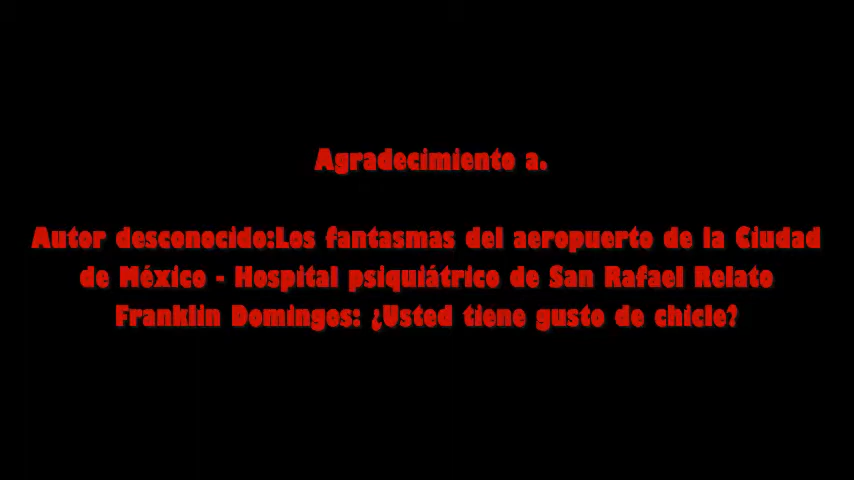 Agradecimiento a.
Autor desconocido:Los fantasmas del aeropuerto de la Ciudad
de México - Hospital psiquiátrico de San Rafael Relato
Franklin Domingos: ¿Usted tiene gusto de chicle?